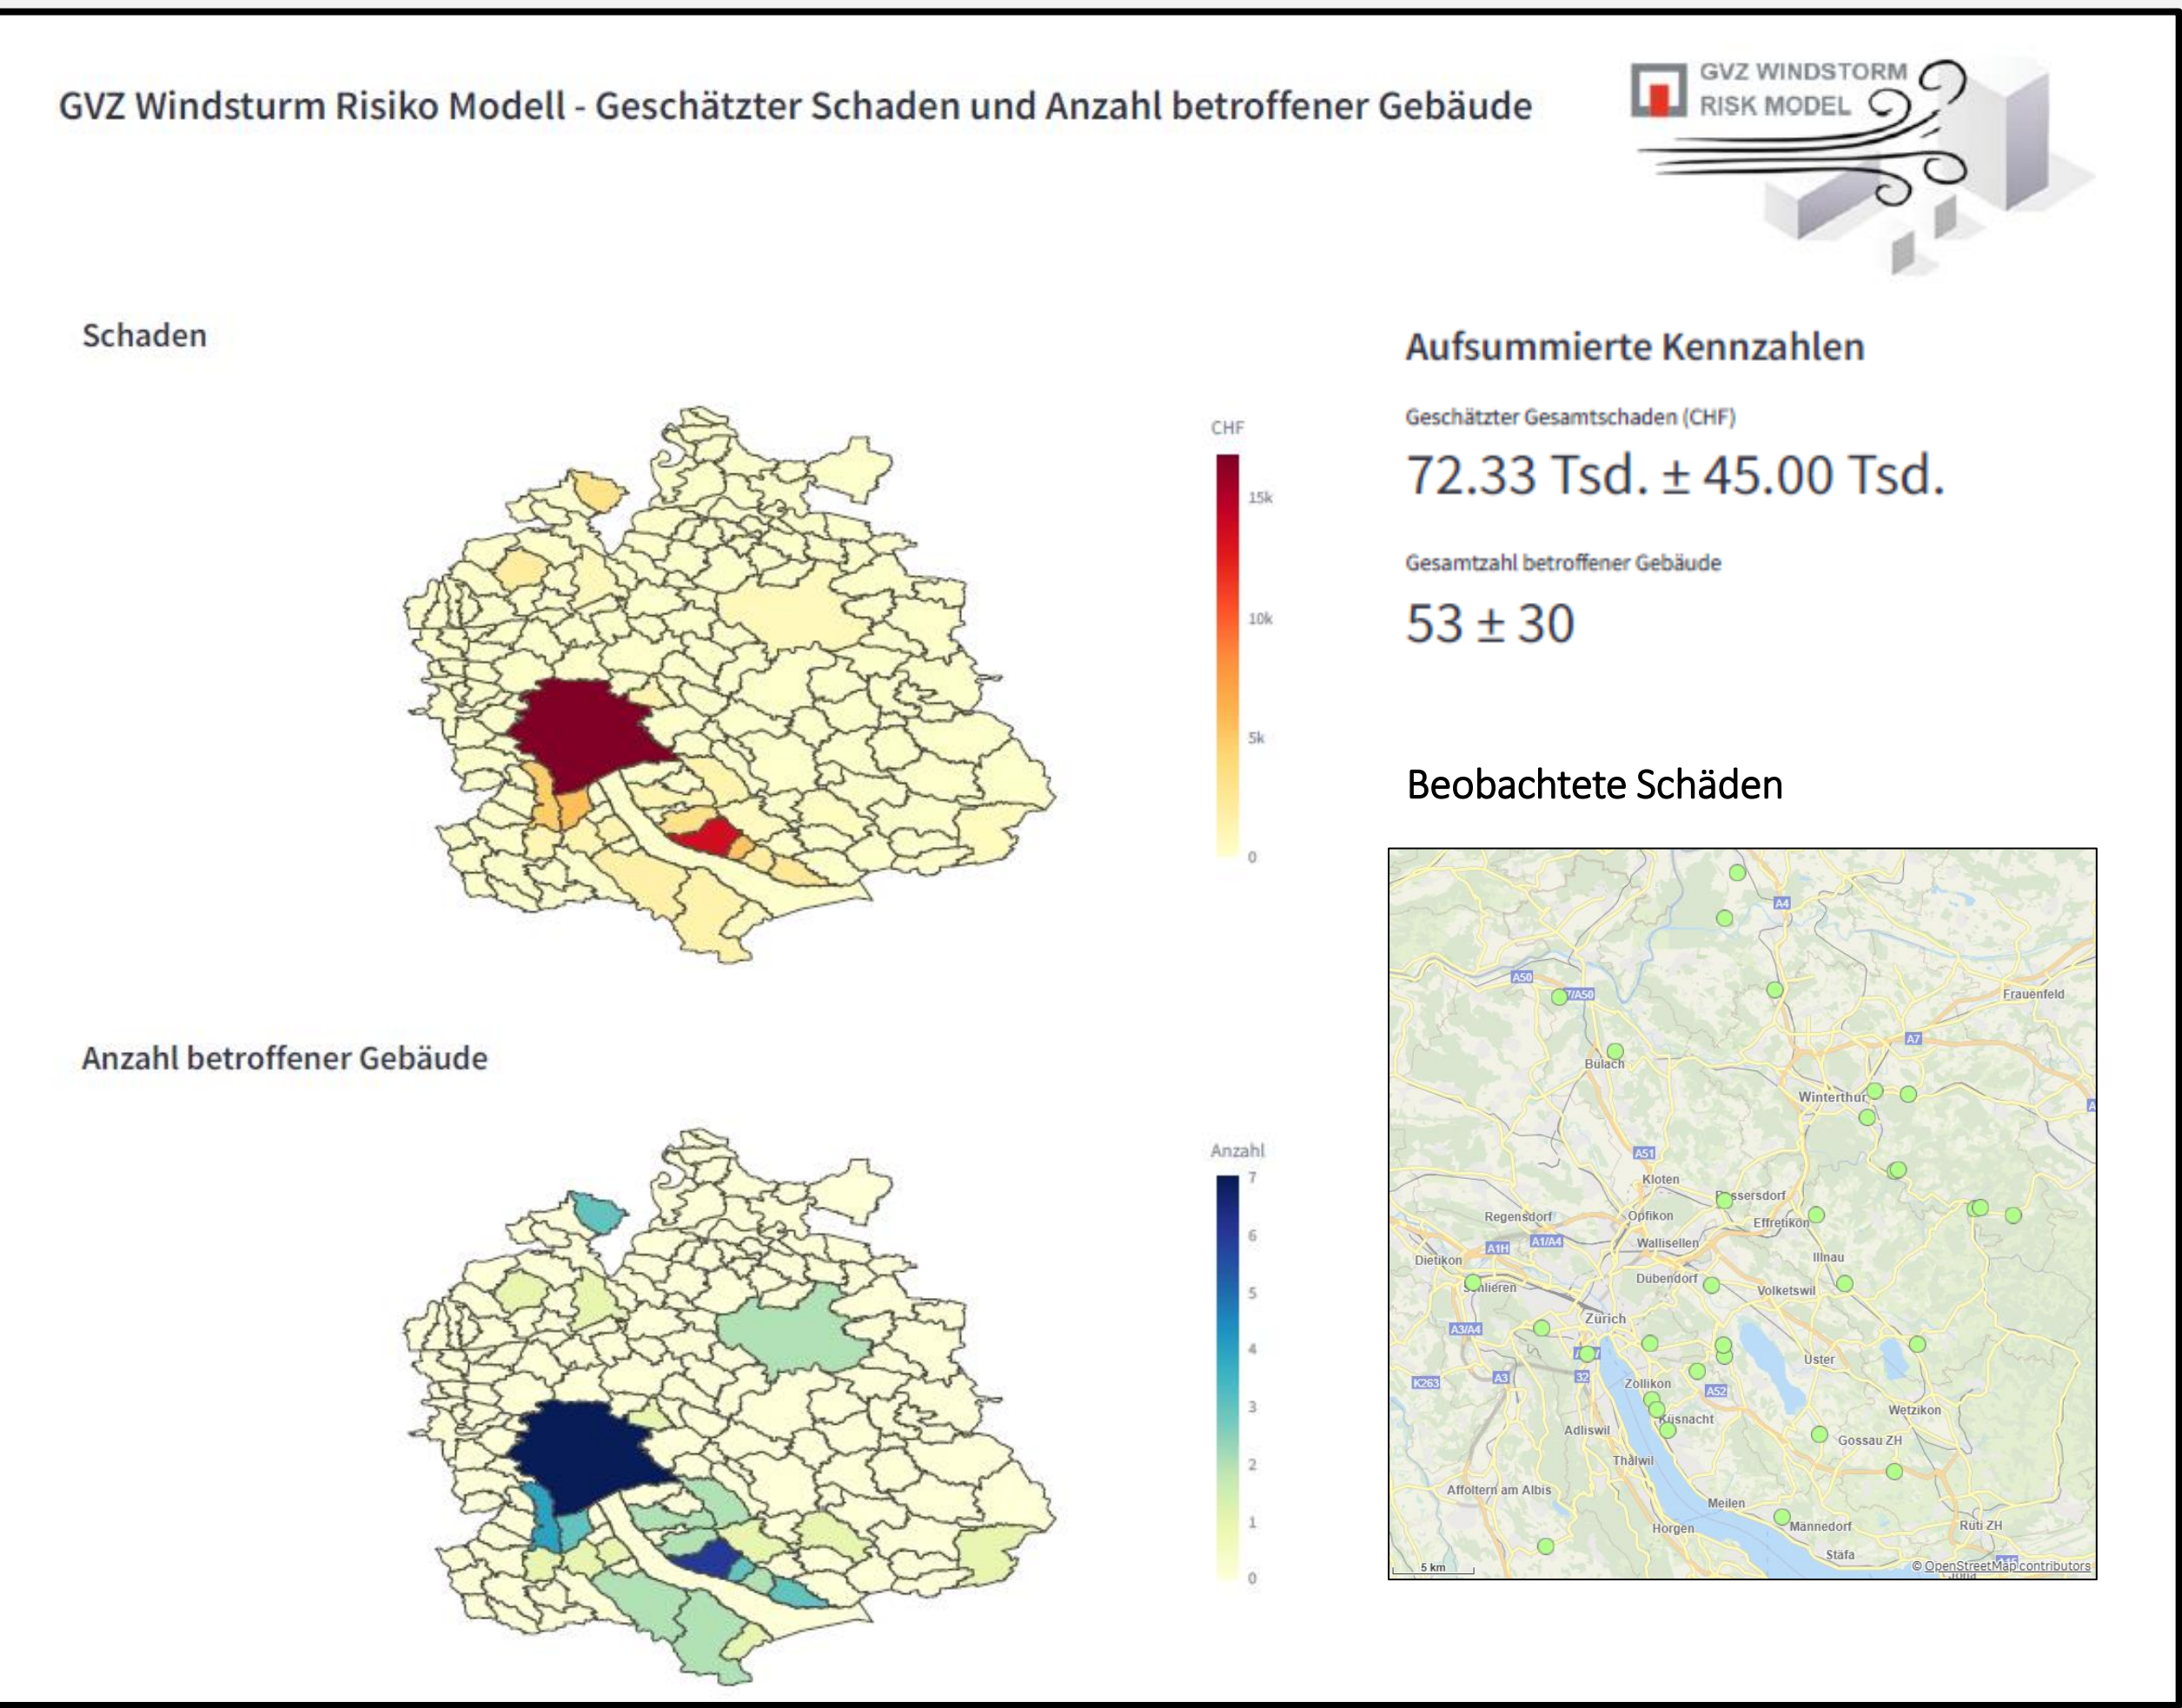 GVZ Windsturm Risiko Modell - Geschätzter Schaden und Anzahl betroffener Gebäude
GVZ WINDSTORM
RISK MODEL
Schaden
CHF
15k
10k
5k
0
Aufsummierte Kennzahlen
Geschätzter Gesamtschaden (CHF)
72.33 Tsd. ± 45.00 Tsd.
Gesamtzahl betroffener Gebäude
53 ± 30
Beobachtete Schäden
A4
A50
7/A50
Frauenfeld
A7
Bülach
Winterthur
A51
Kloten
ssersdorf
Regensdorf
Opfikon
Effretikon
A1/A4
A1H
Wallisellen
Dietikon
Illnau
Dübendorf
Volketswil
lieren
Zürich
A3/A4
Uster
A3
32
K263
Zollikon
A52
Küsnacht
Wetzikon
Adliswil
Gossau ZH
Thalwil
Affoltern am Albis
Meilen
Horgen
Männedorf
Rüti ZH
Stäfa
5 km
© OpenStreetMap contributors
Anzahl betroffener Gebäude
Anzahl
7
6
5
4
3
2
1
0